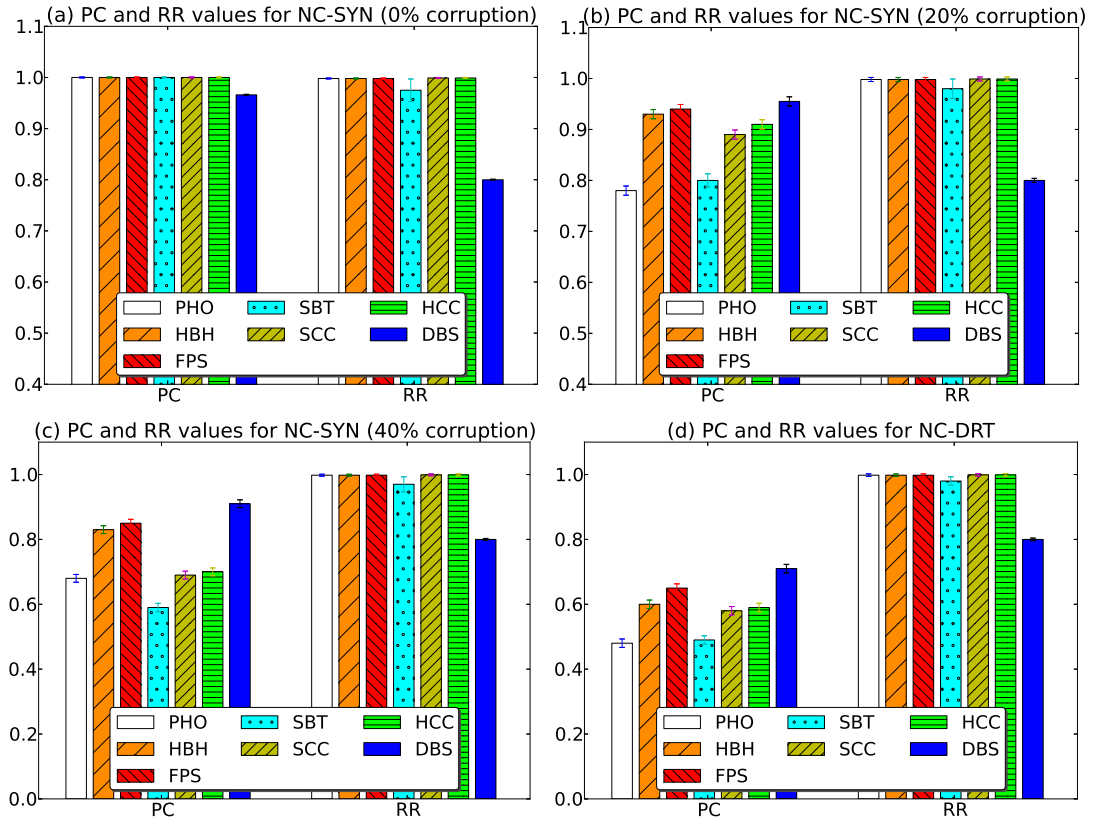 (a) PC and RR values for NC-SYN (0% corruption)
1.1
1.0
0.9
0.8
0.7
0.6
0.5
0.4
PHO SBT HCC
HBH SCC DBS
FPS
PC RR
(b) PC and RR values for NC-SYN (20% corruption)
1.1
1.0
0.9
0.8
0.7
0.6
0.5
0.4
PHO SBT HCC
HBH SCC DBS
FPS
PC RR
(c) PC and RR values for NC-SYN (40% corruption)
1.0
0.8
0.6
0.4
0.2
0.0
PHO SBT HCC
HBH SCC DBS
FPS
PC RR
(d) PC and RR values for NC-DRT
1.0
0.8
0.6
0.4
0.2
0.0
PHO SBT HCC
HBH SCC DBS
FPS
PC RR